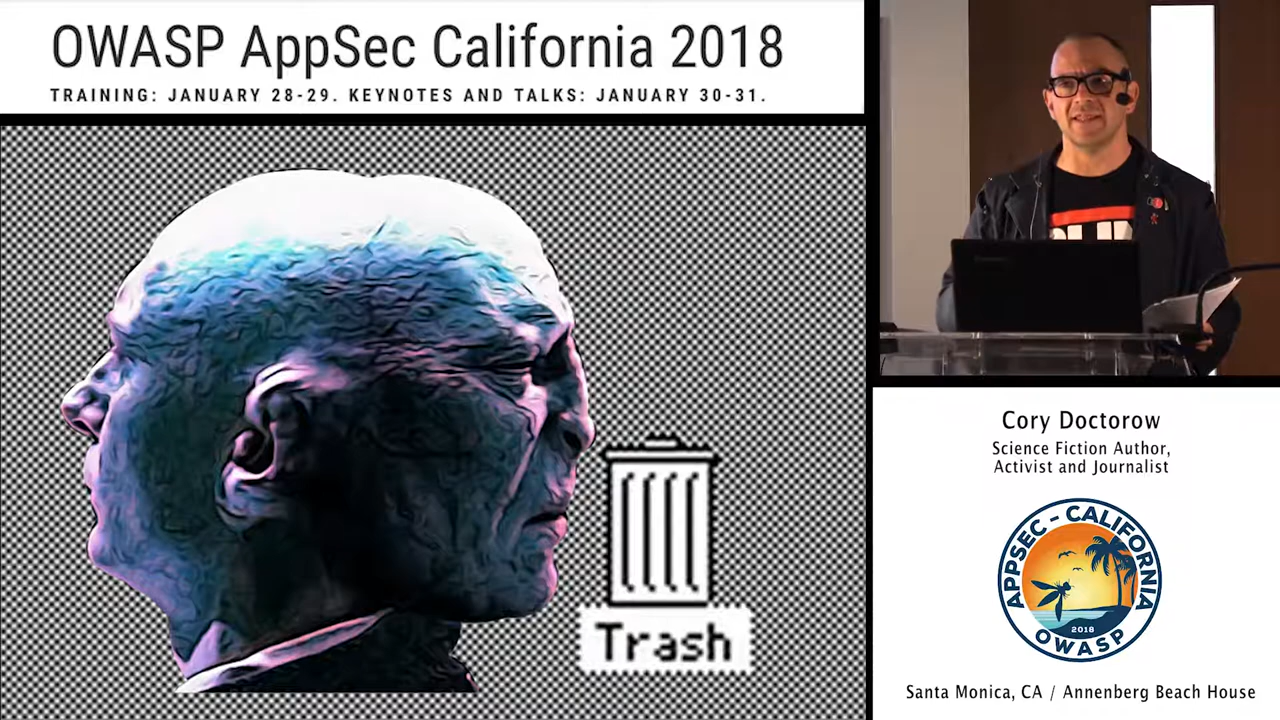 OWASP AppSec California 2018
TRAINING: JANUARY 28-29. KEYNOTES AND TALKS: JANUARY 30-31.
Trash
Cory Doctorow
Science Fiction Author,
Activist and Journalist
APPSEC - CALIFORNIA
2018
OWASP
Santa Monica, CA / Annenberg Beach House